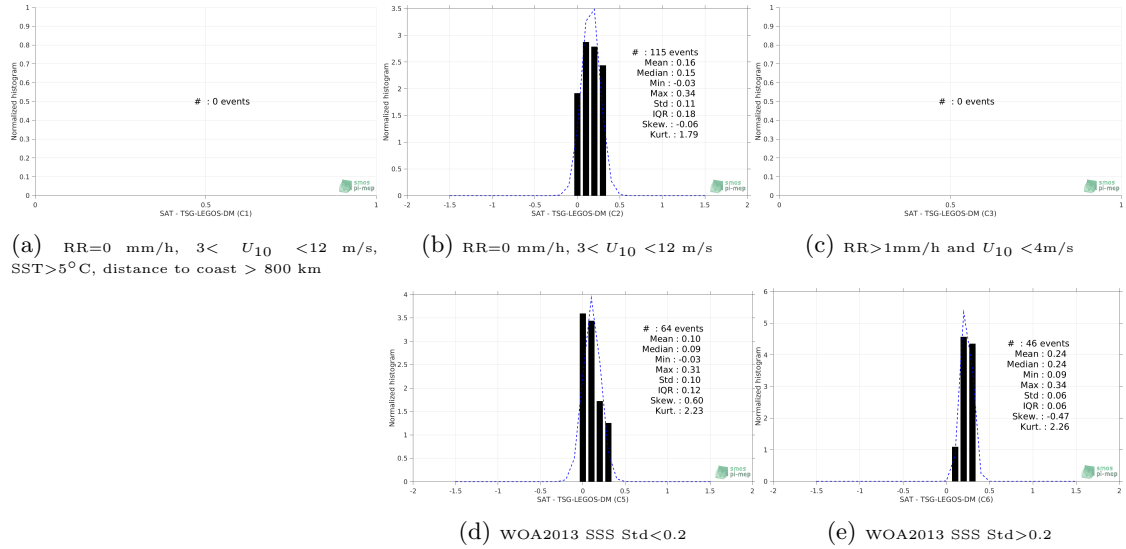 1
0.9
0.8
0.7
0.6
0.5
0.4
0.3
0.2
0.1
0
Normalized histogram
# : 0 events
smos
pi-mep
0 0.5 1
SAT - TSG-LEGOS-DM (C1)
(a) RR=0 mm/h, 3< U10 <12 m/s,
SST>5°C, distance to coast > 800 km
3.5
3
2.5
2
1.5
1
0.5
0
Normalized histogram
# : 115 events
Mean : 0.16
Median : 0.15
Min : -0.03
Max : 0.34
Std : 0.11
IQR : 0.18
Skew. : -0.06
Kurt. : 1.79
smos
pi-mep
-2 -1.5 -1 -0.5 0 0.5 1 1.5 2
SAT - TSG-LEGOS-DM (C2)
(b) RR=0 mm/h, 3< U10 <12 m/s
1
0.9
0.8
0.7
0.6
0.5
0.4
0.3
0.2
0.1
0
Normalized histogram
# : 0 events
smos
pi-mep
0 0.5 1
SAT - TSG-LEGOS-DM (C3)
(c) RR>1mm/h and U10 <4m/s
4
3.5
3
2.5
2
1.5
1
0.5
0
Normalized histogram
# : 64 events
Mean : 0.10
Median : 0.09
Min : -0.03
Max : 0.31
Std : 0.10
IQR : 0.12
Skew. : 0.60
Kurt. : 2.23
smos
pi-mep
-2 -1.5 -1 -0.5 0 0.5 1 1.5 2
SAT - TSG-LEGOS-DM (C5)
(d) WOA2013 SSS Std<0.2
6
5
4
3
2
1
0
Normalized histogram
# : 46 events
Mean : 0.24
Median : 0.24
Min : 0.09
Max : 0.34
Std : 0.06
IQR : 0.06
Skew. : -0.47
Kurt. : 2.26
smos
pi-mep
-2 -1.5 -1 -0.5 0 0.5 1 1.5 2
SAT - TSG-LEGOS-DM (C6)
(e) WOA2013 SSS Std>0.2